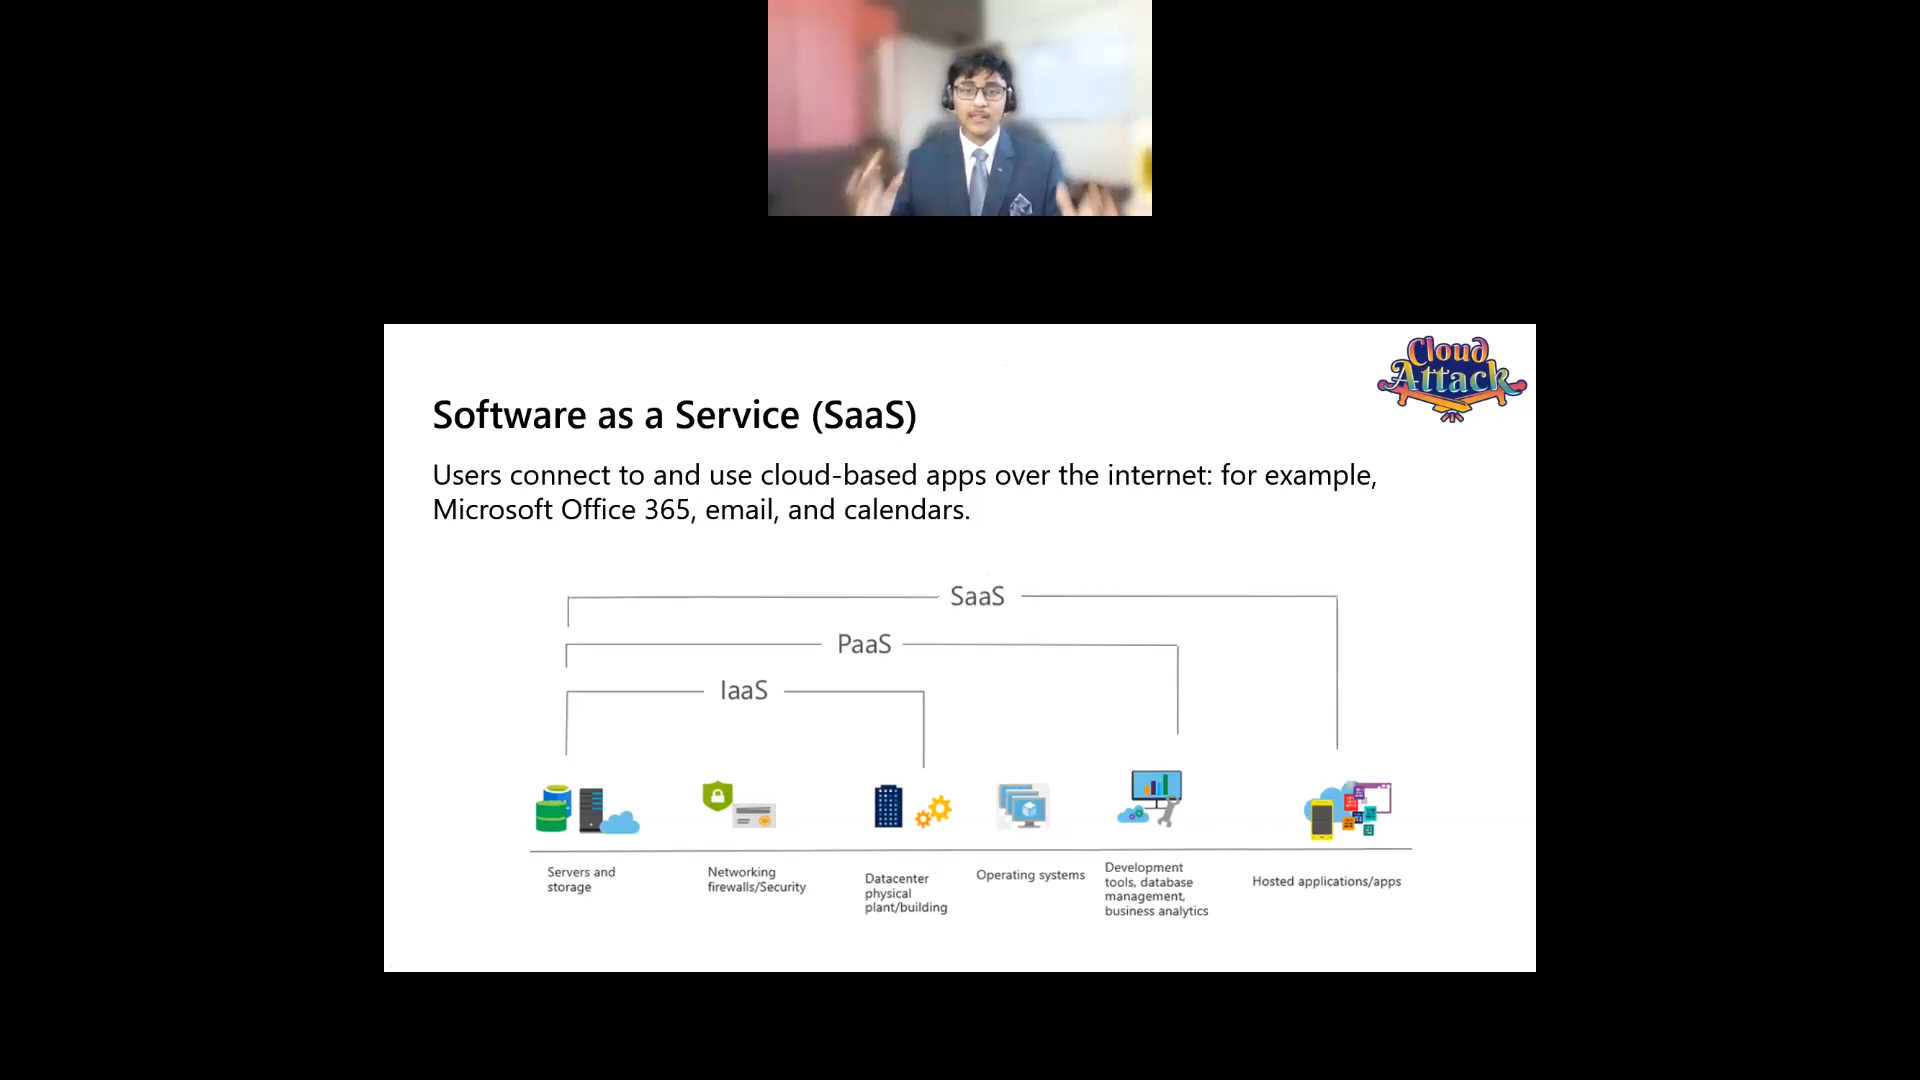 Cloud
Attack
Software as a Service (SaaS)
Users connect to and use cloud-based apps over the internet: for example,
Microsoft Office 365, email, and calendars.
SaaS
PaaS
IaaS
Servers and
storage
Networking
firewalls/Security
Datacenter
physical
plant/building
Operating systems
Development
tools, database
management,
business analytics
Hosted applications/apps